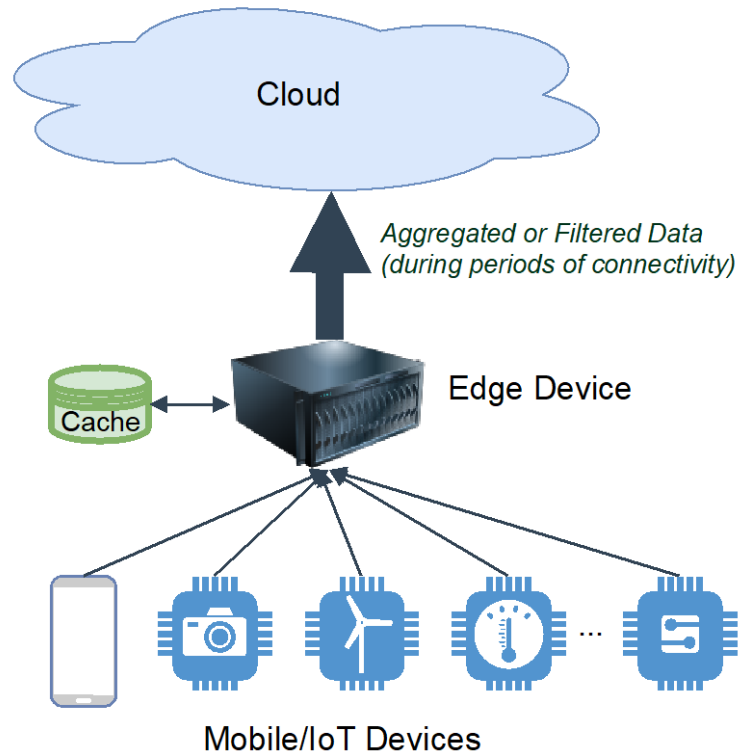 Cloud
Aggregated or Filtered Data
(during periods of connectivity)
Edge Device
Cache
...
Mobile/IoT Devices